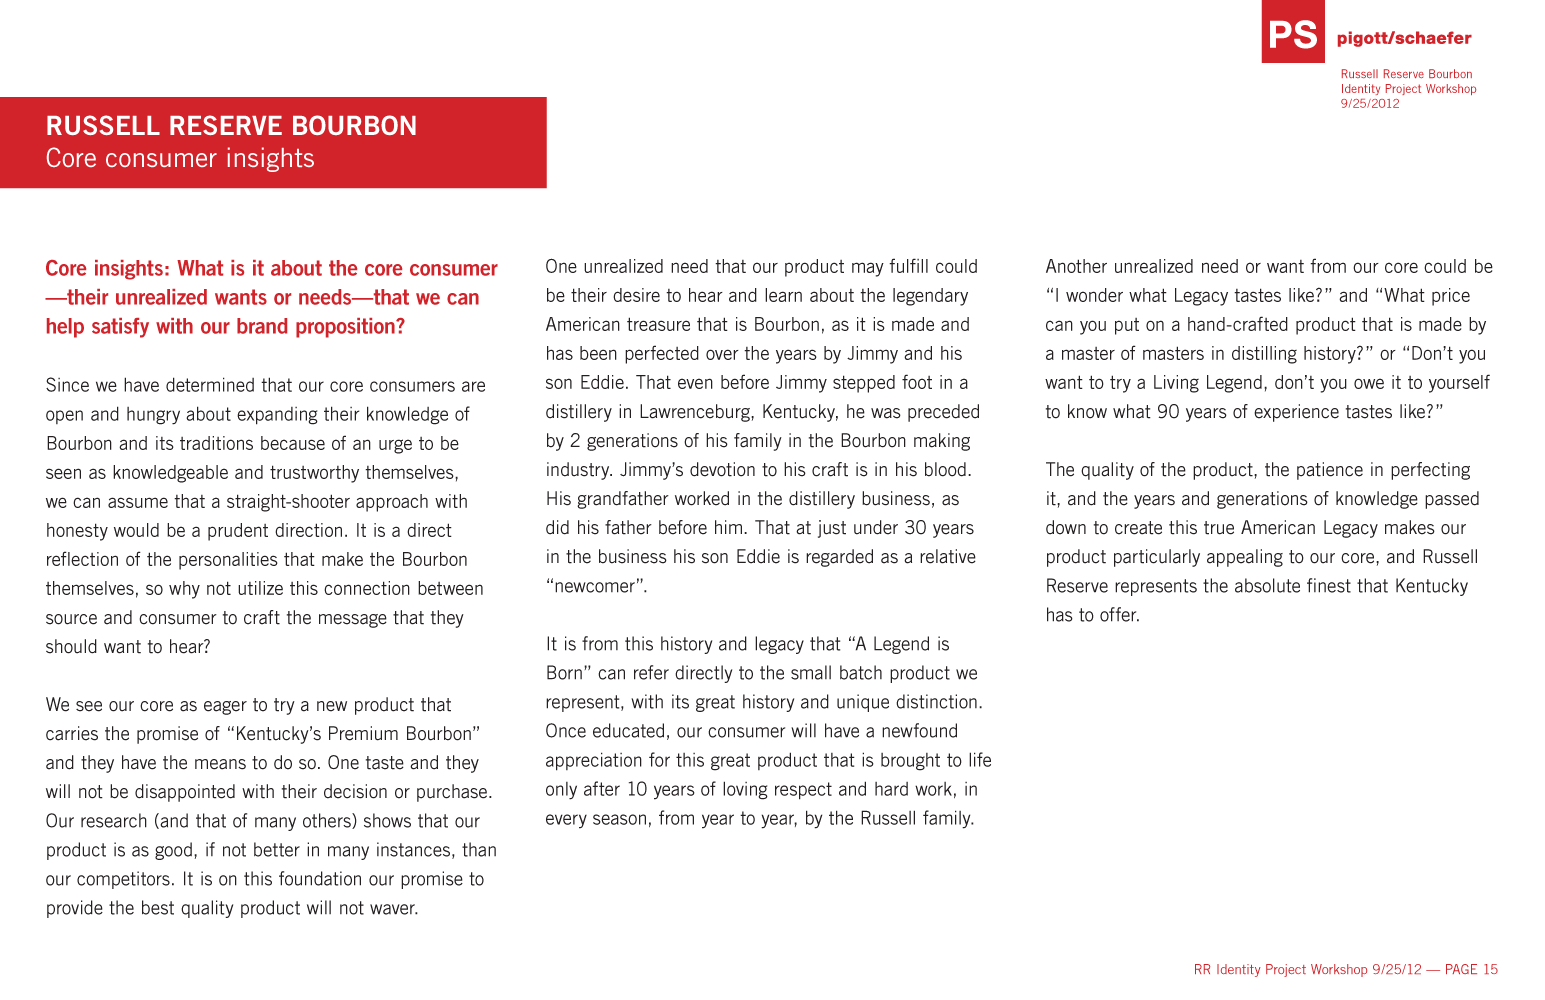 PS
pigott/schaefer
Russell Reserve Bourbon
Identity Project Workshop
9/25/2012
RUSSELL RESERVE BOURBON
Core consumer insights
Core insights: What is it about the core consumer
—their unrealized wants or needs—that we can
help satisfy with our brand proposition?
Since we have determined that our core consumers are
open and hungry about expanding their knowledge of
Bourbon and its traditions because of an urge to be
seen as knowledgeable and trustworthy themselves,
we can assume that a straight-shooter approach with
honesty would be a prudent direction. It is a direct
reflection of the personalities that make the Bourbon
themselves, so why not utilize this connection between
source and consumer to craft the message that they
should want to hear?
We see our core as eager to try a new product that
carries the promise of “Kentucky’s Premium Bourbon”
and they have the means to do so. One taste and they
will not be disappointed with their decision or purchase.
Our research (and that of many others) shows that our
product is as good, if not better in many instances, than
our competitors. It is on this foundation our promise to
provide the best quality product will not waver.
One unrealized need that our product may fulfill could
be their desire to hear and learn about the legendary
American treasure that is Bourbon, as it is made and
has been perfected over the years by Jimmy and his
son Eddie. That even before Jimmy stepped foot in a
distillery in Lawrenceburg, Kentucky, he was preceded
by 2 generations of his family in the Bourbon making
industry. Jimmy’s devotion to his craft is in his blood.
His grandfather worked in the distillery business, as
did his father before him. That at just under 30 years
in the business his son Eddie is regarded as a relative
“newcomer”.
It is from this history and legacy that “A Legend is
Born” can refer directly to the small batch product we
represent, with its great history and unique distinction.
Once educated, our consumer will have a newfound
appreciation for this great product that is brought to life
only after 10 years of loving respect and hard work, in
every season, from year to year, by the Russell family.
Another unrealized need or want from our core could be
“I wonder what Legacy tastes like?” and “What price
can you put on a hand-crafted product that is made by
a master of masters in distilling history?” or “Don’t you
want to try a Living Legend, don’t you owe it to yourself
to know what 90 years of experience tastes like?”
The quality of the product, the patience in perfecting
it, and the years and generations of knowledge passed
down to create this true American Legacy makes our
product particularly appealing to our core, and Russell
Reserve represents the absolute finest that Kentucky
has to offer.
RR Identity Project Workshop 9/25/12 — PAGE 15